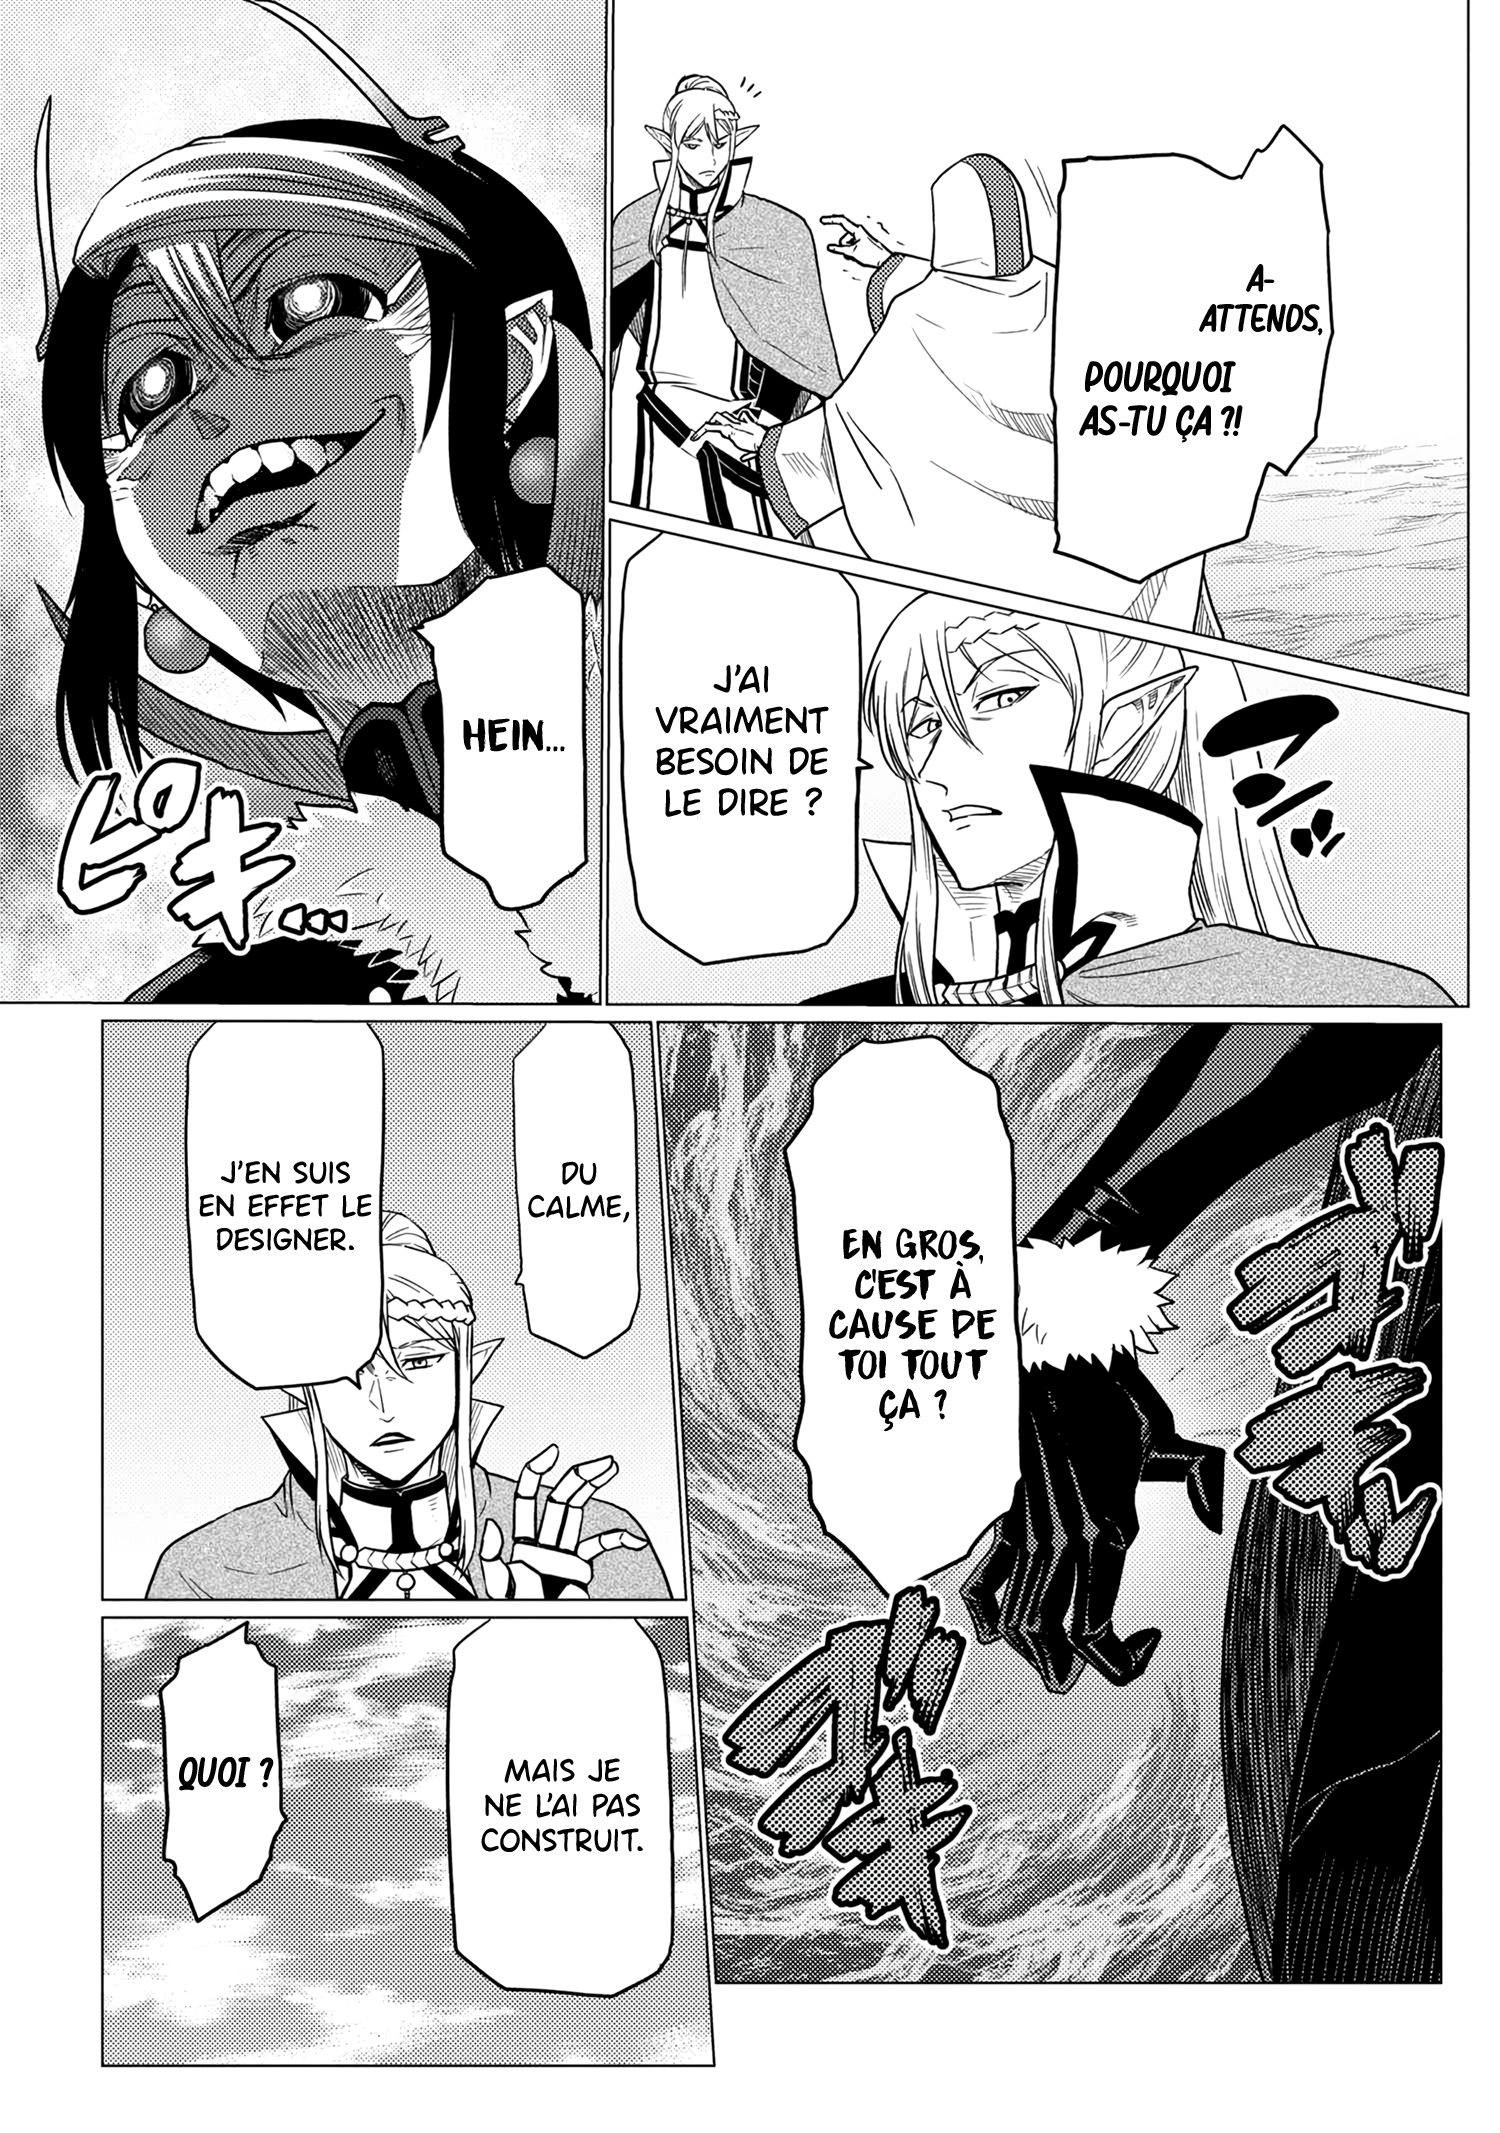 A-
ATTENDS,
POURQUOI
AS-TU ÇA ?!
J'AI
VRAIMENT
BESOIN DE
LE DIRE ?
HEIN...
ピキ...
EN GROS,
C'EST À
CAUSE DE
TOI TOUT
ÇA ?
DU
CALME,
J'EN SUIS
EN EFFET LE
DESIGNER.
MAIS JE
NE L'AI PAS
CONSTRUIT.
QUOI ?